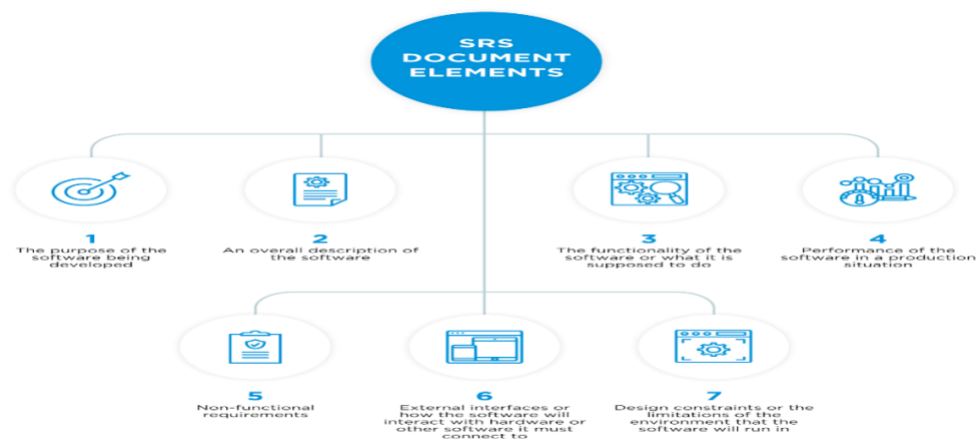 SRS
DOCUMENT
ELEMENTS
1
The purpose of the
software being
developed
2
An overall description of
the software
3
The functionality of the
software or what it is
supposed to do
4
Performance of the
software in a production
situation
5
Non-functional
requirements
6
External interfaces or
how the software will
interact with hardware or
other software it must
connect to
7
Design constraints or the
limitations of the
environment that the
software will run in